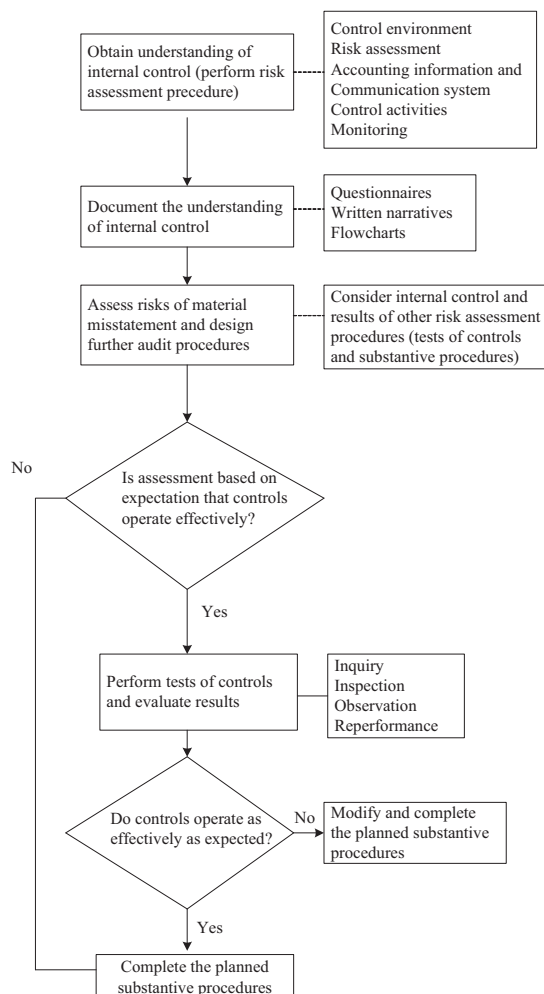 Obtain understanding of
internal control (perform risk
assessment precedure)
Control environment
Risk assessment
Accounting information and
Communication system
Control activities
Monitoring
Document the understanding
of internal control
Questionnaires
Written narratives
Flowcharts
Assess risks of material
misstatement and design
further audit procedures
Consider internal control and
results of other risk assessment
procedures (tests of controls
and substantive procedures)
No
Is assessment based on
expectation that controls
operate effectively?
Yes
Perform tests of controls
and evaluate results
Inquiry
Inspection
Observation
Reperformance
Do controls operate as
effectively as expected?
No
Modify and complete
the planned substantive
procedures
Yes
Complete the planned
substantive procedures